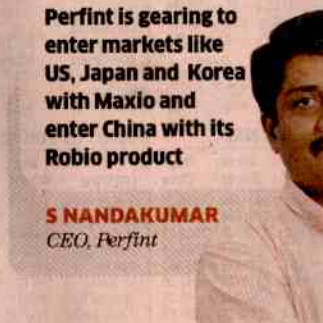 Perfint is gearing to
enter markets like
US, Japan and Korea
with Maxio and
enter China with its
Robio product
S NANDAKUMAR
CEO, Perfint